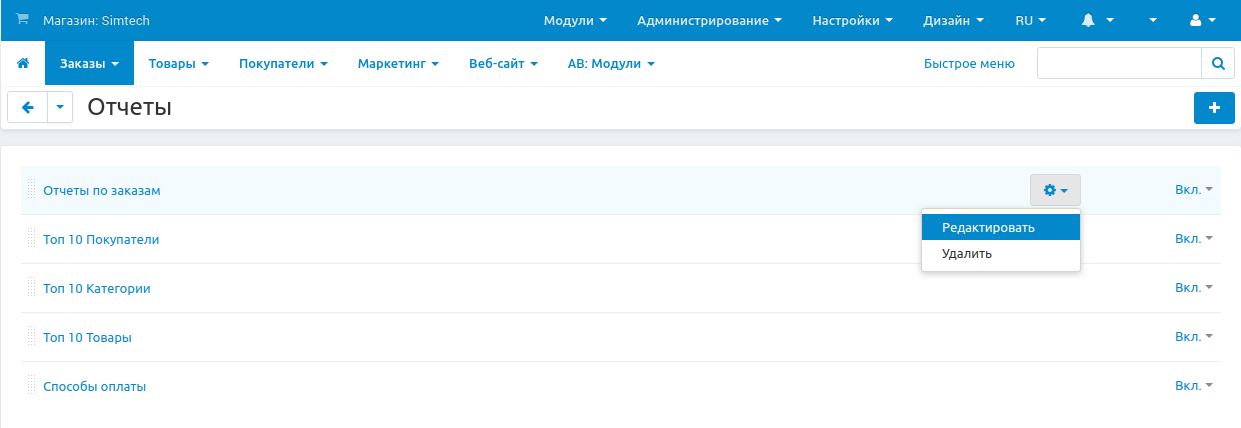 Магазин: Simtech Модули Администрирование Настройки Дизайн RU
Заказы Товары Покупатели Маркетинг Веб-сайт АВ: Модули Быстрое меню
Отчеты
Отчеты по заказам Вкл.
Редактировать
Топ 10 Покупатели Вкл.
Удалить
Топ 10 Категории Вкл.
Топ 10 Товары Вкл.
Способы оплаты Вкл.